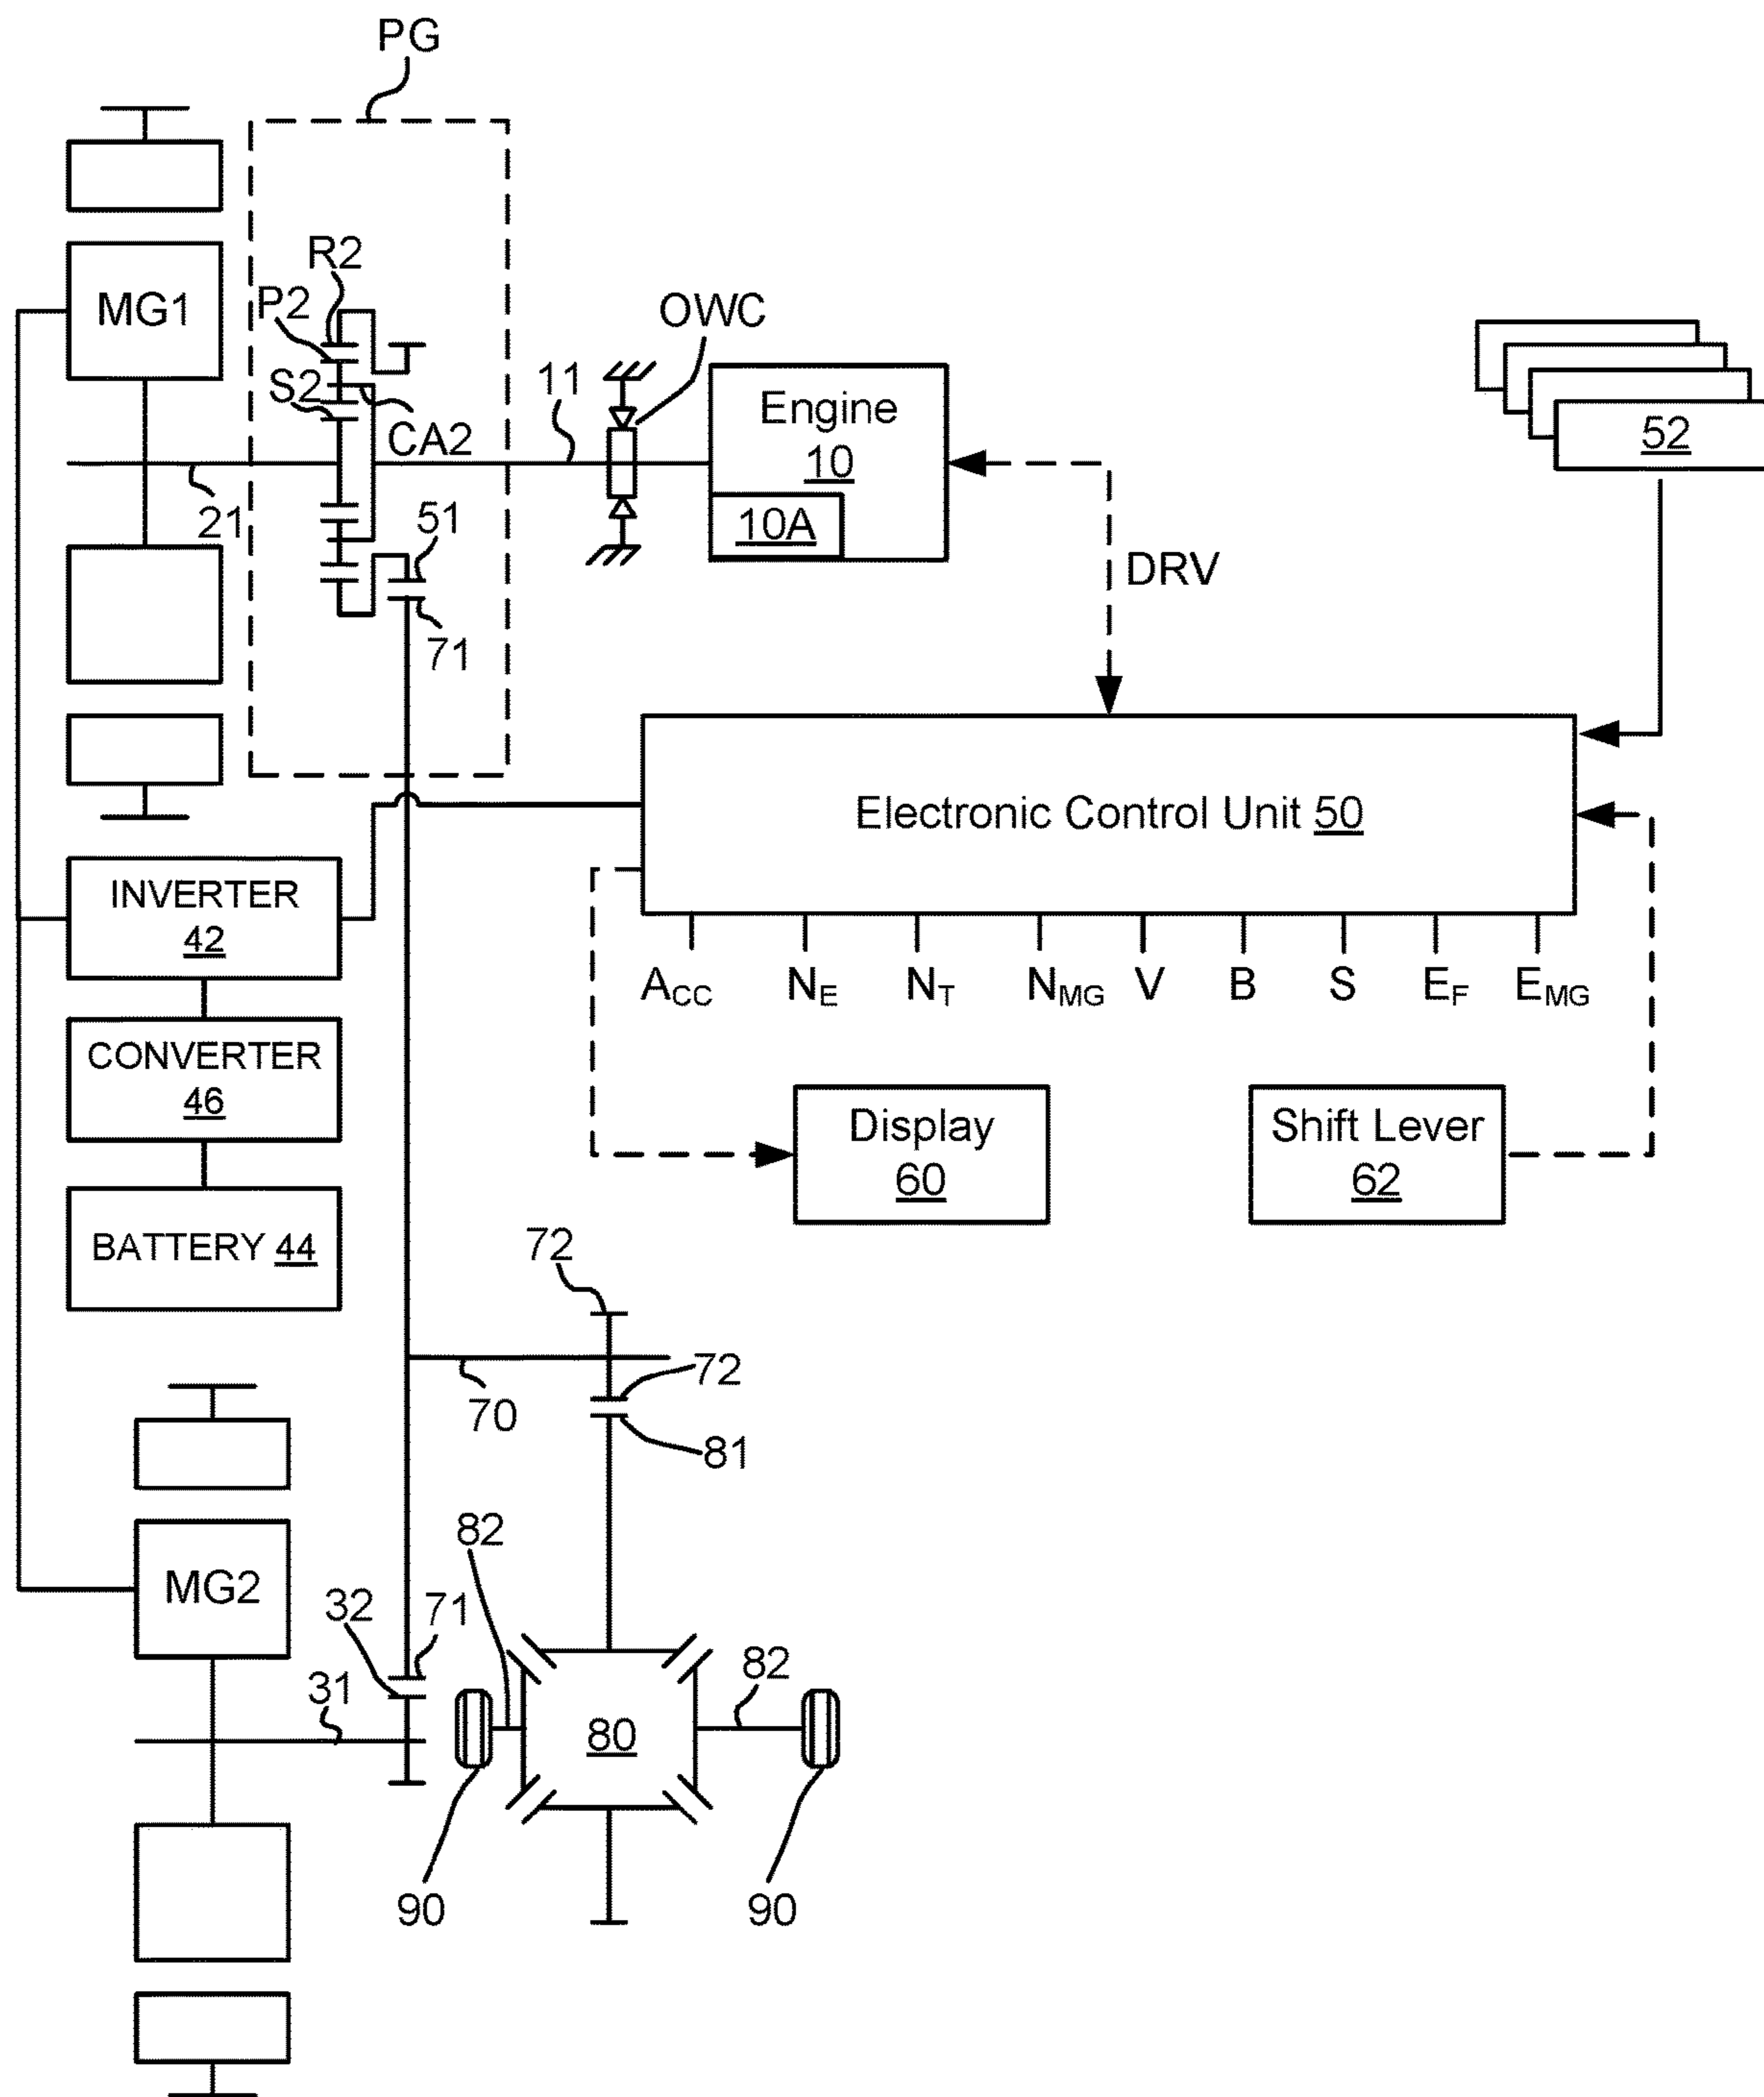 PG
R2
P2
MG1
OWC
S2
11
Engine
10
52
CA2
21
51
10A
DRV
71
Electronic Control Unit 50
INVERTER
42
ACC NE NT NMG V B S EF EMG
CONVERTER
46
Display
60
Shift Lever
62
BATTERY 44
72
72
70
81
82
MG2
32
71
31
82
80
90
90